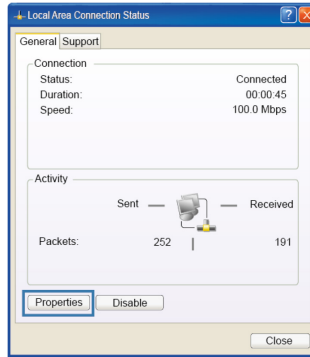 Local Area Connection Status
General Support
Connection
Status: Connected
Duration: 00:00:45
Speed: 100.0 Mbps
Activity
Sent Received
Packets: 252 191
Properties Disable
Close